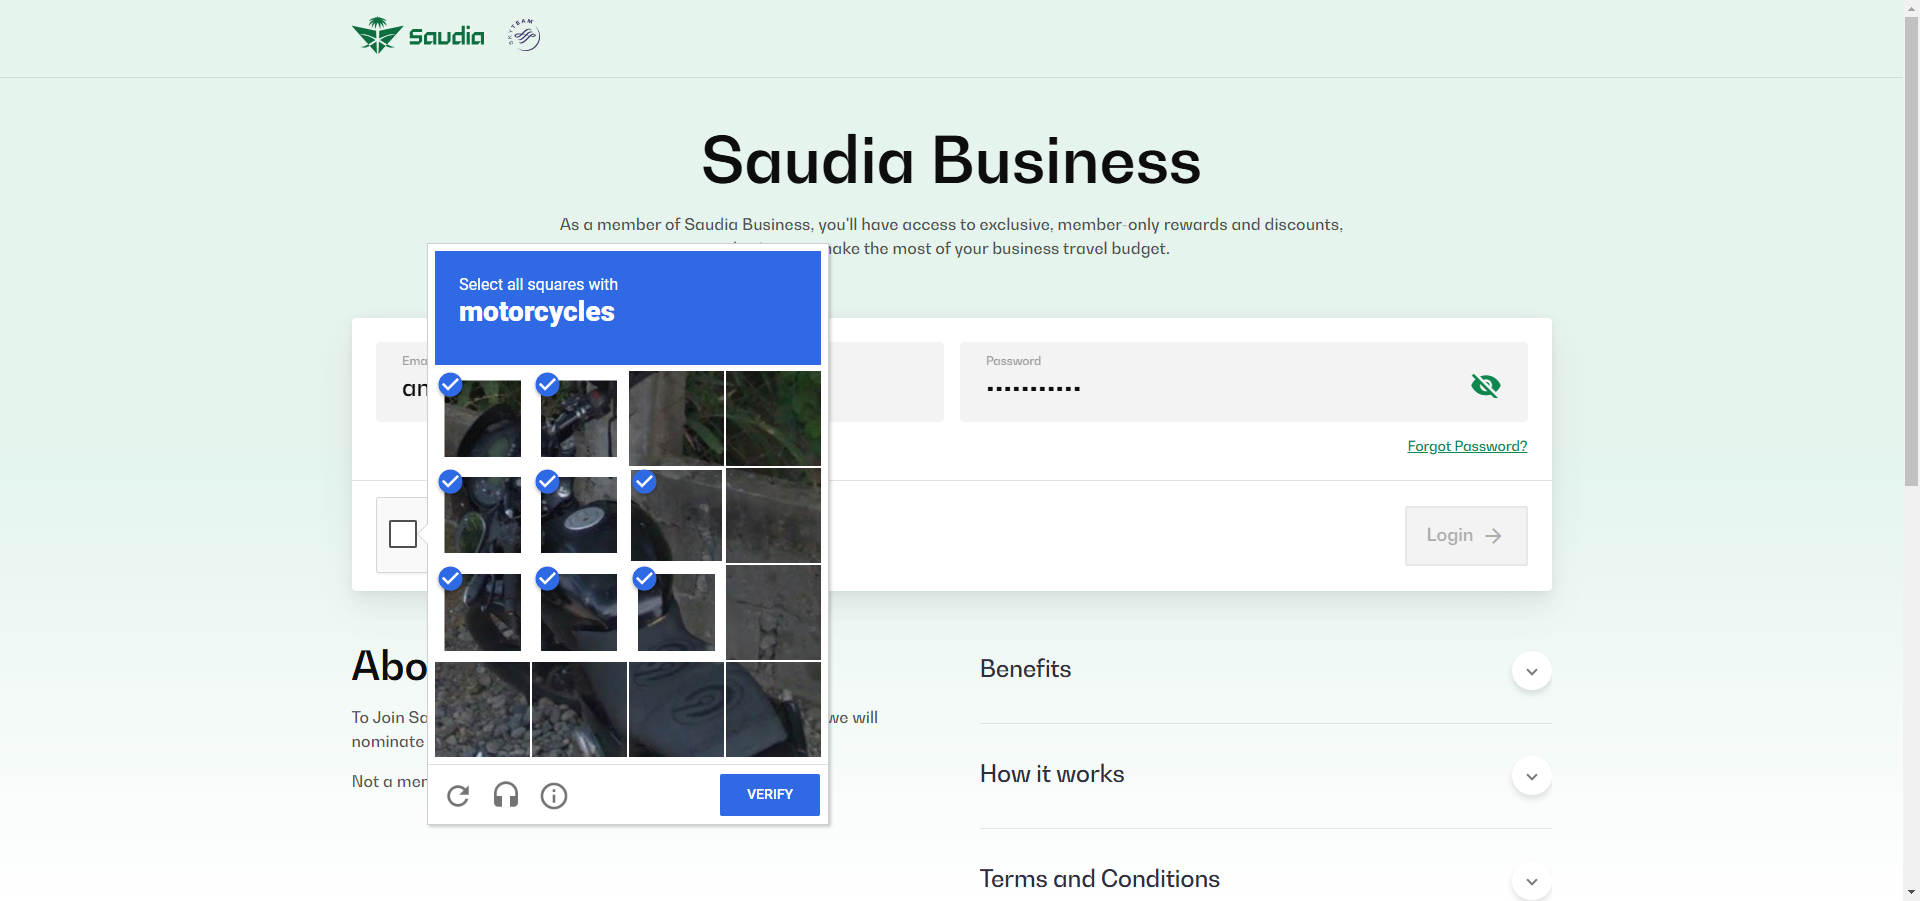 Saudia
SKYTEAM
Saudia Business
As a member of Saudia Business, you'll have access to exclusive, member-only rewards and discounts,
ake the most of your business travel budget.
Select all squares with
motorcycles
Ema
an
Password
Forgot Password?
Login
VERIFY
Abo
To Join Sa
we will
nominate
Not a mer
Benefits
How it works
Terms and Conditions